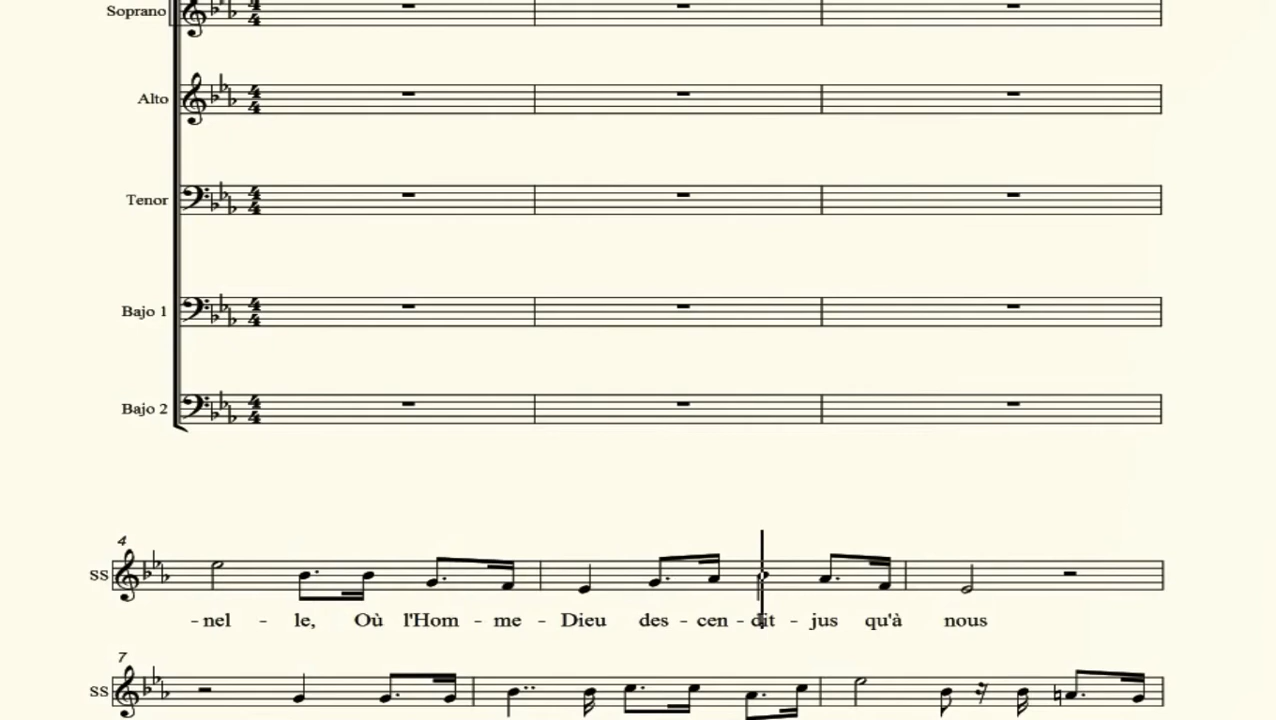 Soprano
Alto
Tenor
Bajo 1
Bajo 2
4
SS
- nel - le, Où l'Hom - me - Dieu des - cen - dit - jus qu'à nous
7
SS